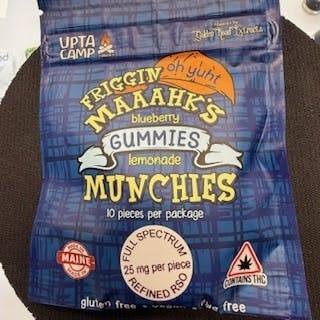 UPTA
CAMP
oh yuht
FRIGGIN
MAAAHK'S
blueberry
GUMMIES
lemonade
MUNCHIES
10 pieces per package
MAINE
FULL SPECTRUM
25 mg per piece
REFINED RSO
CONTAINS THC
gluten free • free